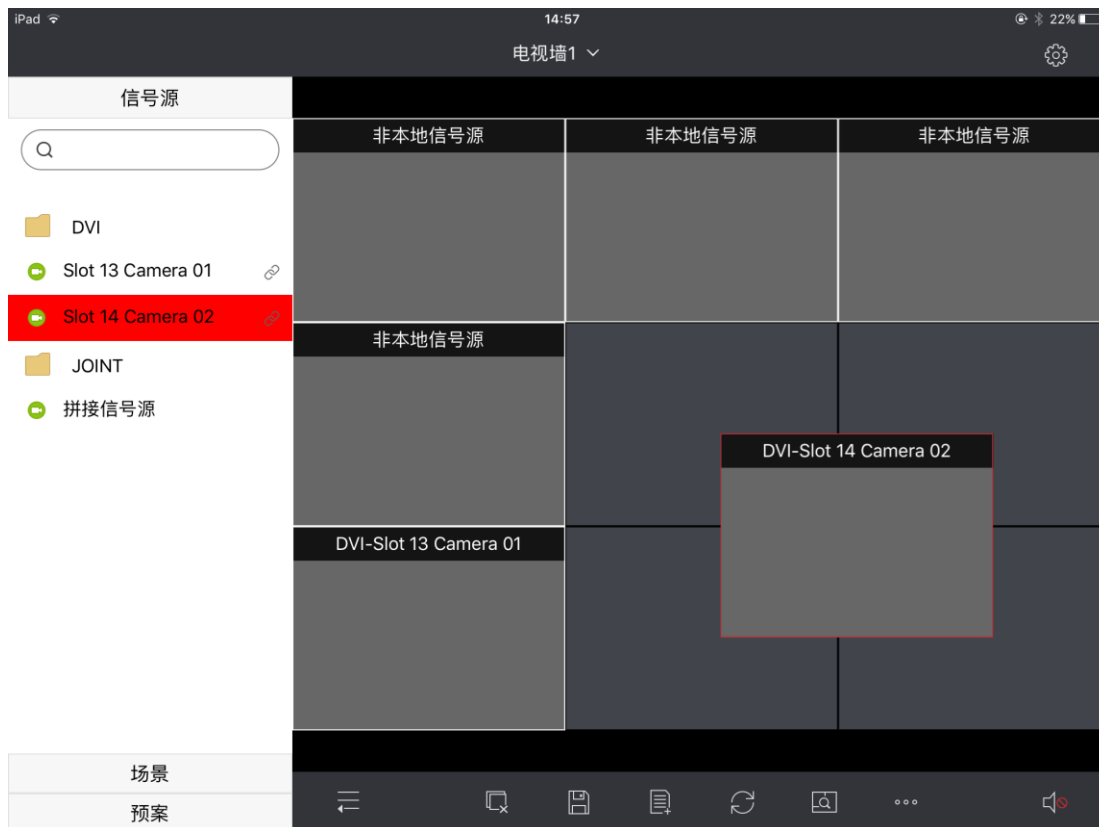 iPad 14:57 22%
电视墙1
信号源
非本地信号源 非本地信号源 非本地信号源
DVI
Slot 13 Camera 01
Slot 14 Camera 02
非本地信号源
JOINT
拼接信号源
DVI-Slot 14 Camera 02
DVI-Slot 13 Camera 01
场景
预案